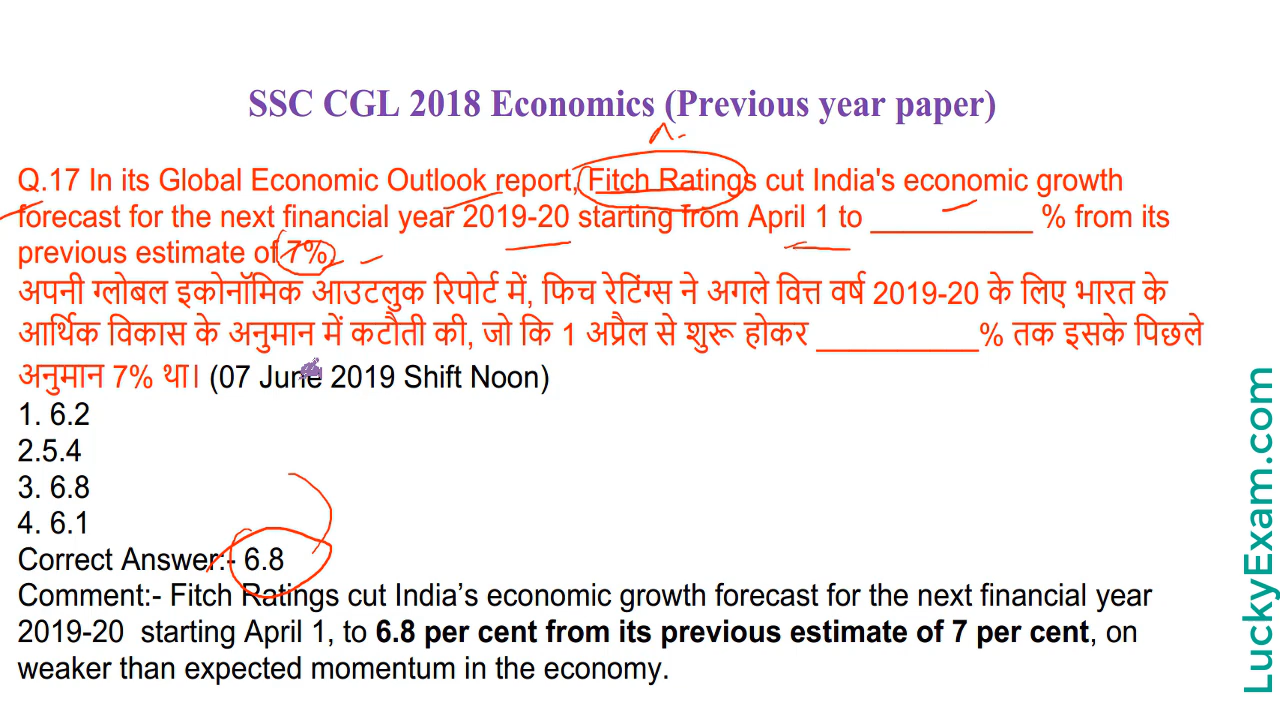 SSC CGL 2018 Economics (Previous year paper)
Q.17 In its Global Economic Outlook report, Fitch Ratings cut India's economic growth
forecast for the next financial year 2019-20 starting from April 1 to __________ % from its
previous estimate of 7%.
अपनी ग्लोबल इकोनॉमिक आउटलुक रिपोर्ट में, फिच रेटिंग्स ने अगले वित्त वर्ष 2019-20 के लिए भारत के
आर्थिक विकास के अनुमान में कटौती की, जो कि 1 अप्रैल से शुरू होकर __________% तक इसके पिछले
अनुमान 7% था। (07 June 2019 Shift Noon)
1. 6.2
2.5.4
3. 6.8
4. 6.1
Correct Answer:- 6.8
Comment:- Fitch Ratings cut India’s economic growth forecast for the next financial year
2019-20 starting April 1, to 6.8 per cent from its previous estimate of 7 per cent, on
weaker than expected momentum in the economy.
LuckyExam.com